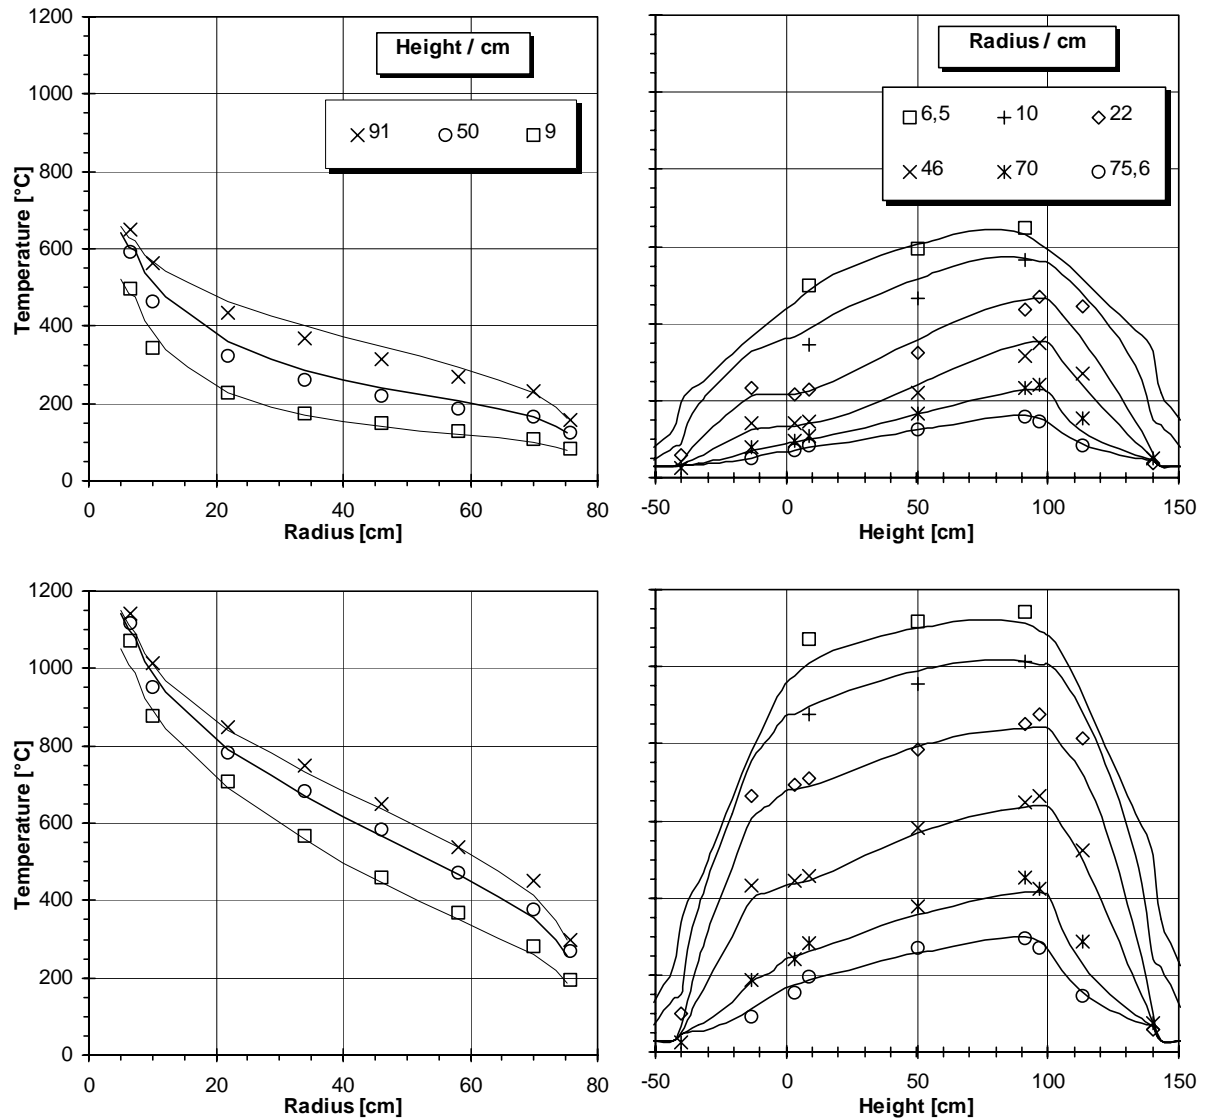 1200
1000
800
600
400
200
0
Temperature [°C]
Height / cm
91 50 9
0 20 40 60 80
Radius [cm]
Radius / cm
6,5 10 22
46 70 75,6
-50 0 50 100 150
Height [cm]
1200
1000
800
600
400
200
0
Temperature [°C]
0 20 40 60 80
Radius [cm]
-50 0 50 100 150
Height [cm]